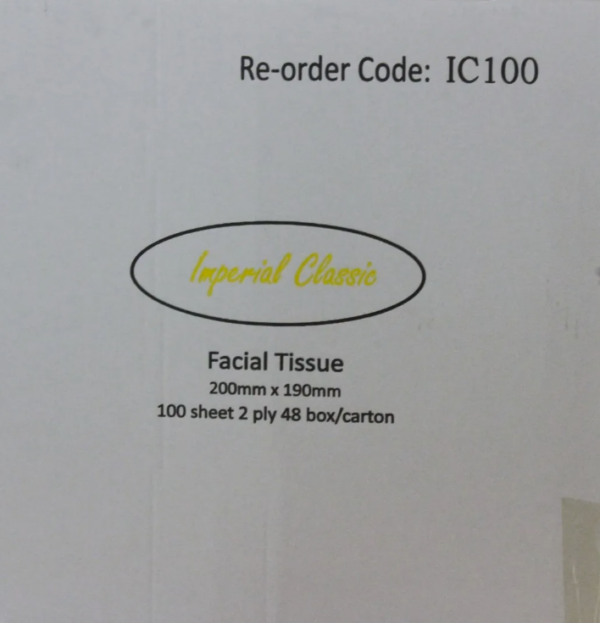 Re-order Code: IC100
Imperial Classic
Facial Tissue
200mm x 190mm
100 sheet 2 ply 48 box/carton